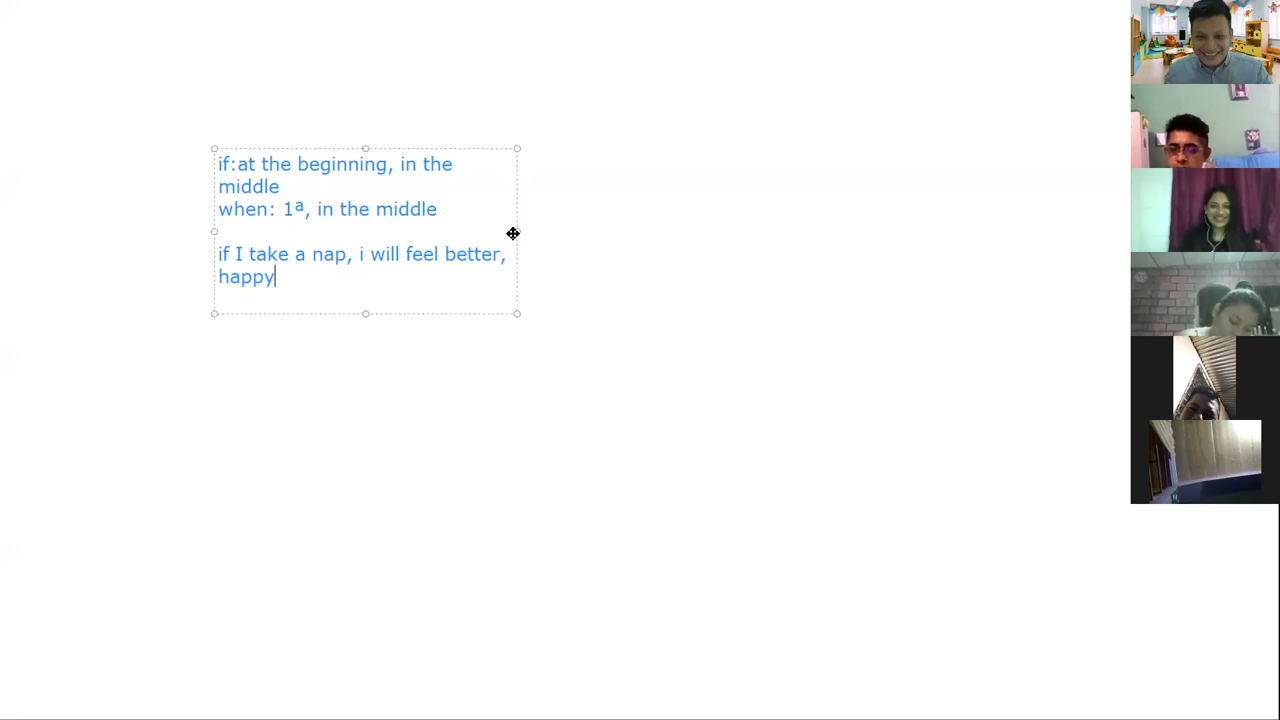 if:at the beginning, in the
middle
when: 1ª, in the middle
if I take a nap, i will feel better,
happy